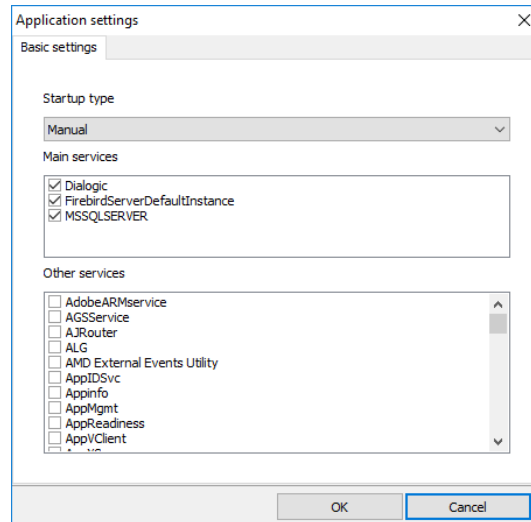 Application settings
Basic settings
Startup type
Manual
Main services
Dialogic
FirebirdServerDefaultInstance
MSSQLSERVER
Other services
AdobeARMservice
AGSService
AJRouter
ALG
AMD External Events Utility
AppIDSvc
Appinfo
AppMgmt
AppReadiness
AppVClient
OK Cancel